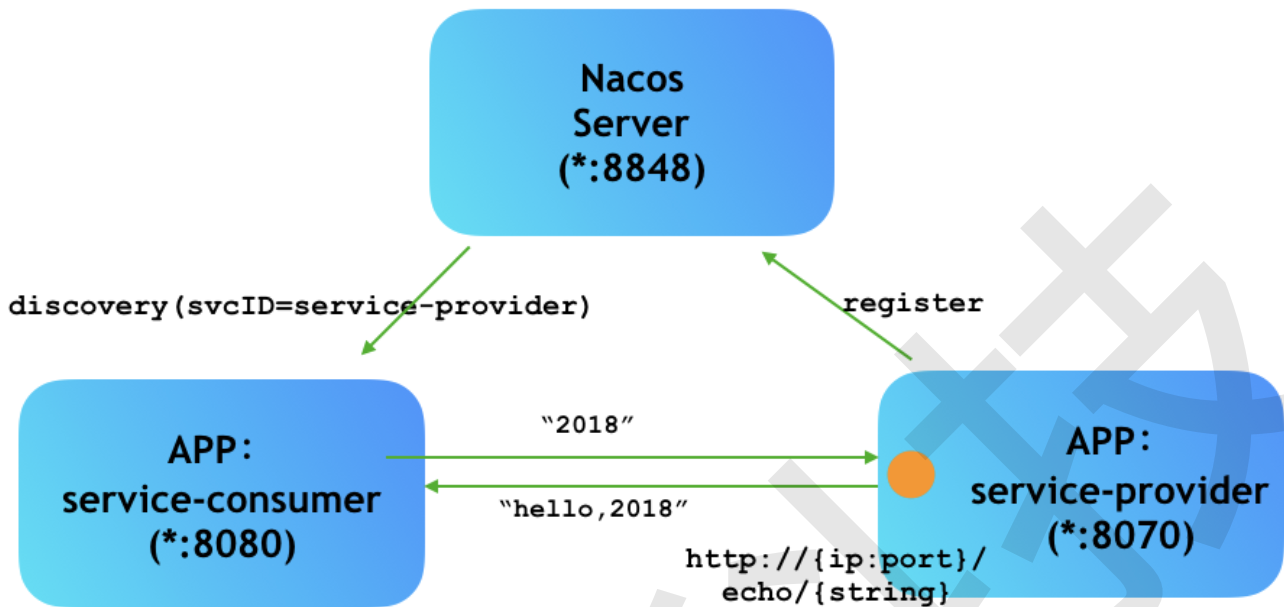 Nacos
Server
(*:8848)
discovery(svcID=service-provider)
register
APP:
service-consumer
(*:8080)
“2018”
“hello,2018”
APP:
service-provider
(*:8070)
http://{ip:port}/
echo/{string}